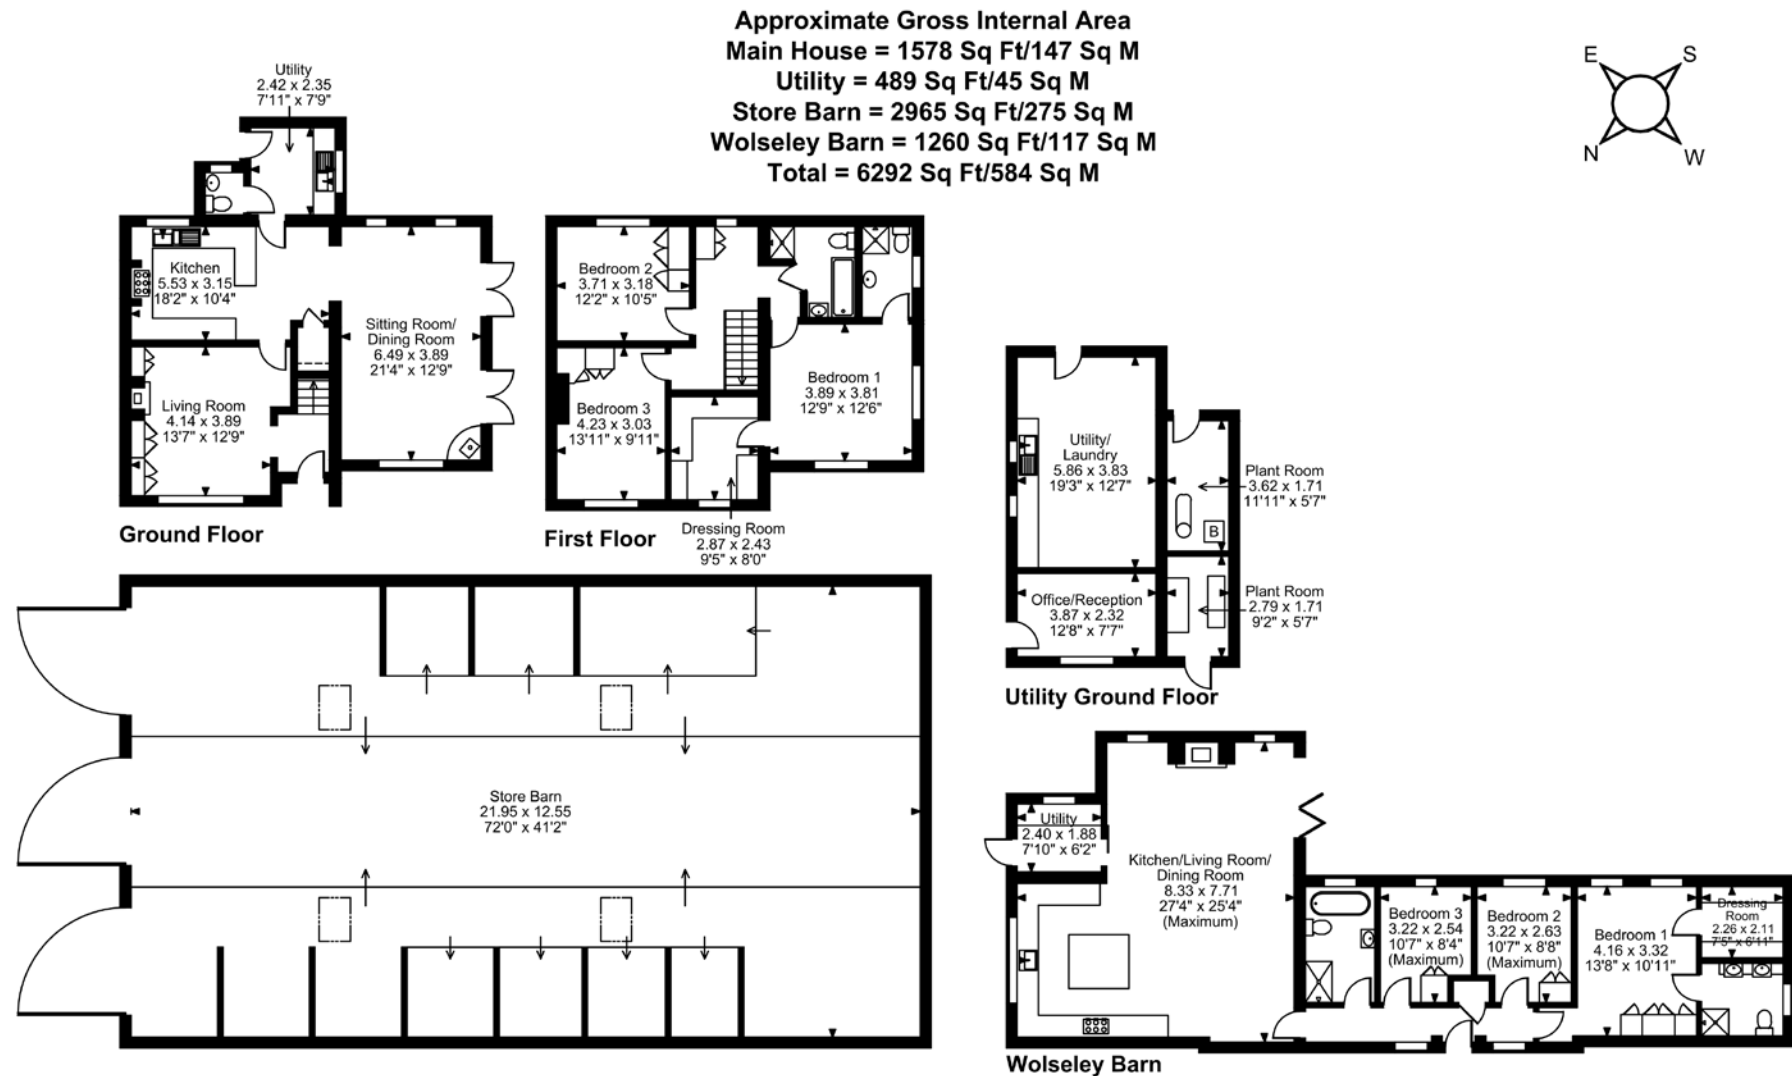 Approximate Gross Internal Area
Main House = 1578 Sq Ft/147 Sq M
Utility = 489 Sq Ft/45 Sq M
Store Barn = 2965 Sq Ft/275 Sq M
Wolseley Barn = 1260 Sq Ft/117 Sq M
Total = 6292 Sq Ft/584 Sq M
E
S
N
W
Utility
2.42 x 2.35
7'11" x 7'9"
Kitchen
5.53 x 3.15
18'2" x 10'4"
Sitting Room/
Dining Room
6.49 x 3.89
21'4" x 12'9"
Living Room
4.14 x 3.89
13'7" x 12'9"
Ground Floor
Bedroom 2
3.71 x 3.18
12'2" x 10'5"
Bedroom 1
3.89 x 3.81
12'9" x 12'6"
Bedroom 3
4.23 x 3.03
13'11" x 9'11"
Dressing Room
2.87 x 2.43
9'5" x 8'0"
First Floor
Utility/
Laundry
5.86 x 3.83
19'3" x 12'7"
Plant Room
3.62 x 1.71
11'11" x 5'7"
B
Office/Reception
3.87 x 2.32
12'8" x 7'7"
Plant Room
2.79 x 1.71
9'2" x 5'7"
Utility Ground Floor
Store Barn
21.95 x 12.55
72'0" x 41'2"
Utility
2.40 x 1.88
7'10" x 6'2"
Kitchen/Living Room/
Dining Room
8.33 x 7.71
27'4" x 25'4"
(Maximum)
Bedroom 3
3.22 x 2.54
10'7" x 8'4"
(Maximum)
Bedroom 2
3.22 x 2.63
10'7" x 8'8"
(Maximum)
Bedroom 1
4.16 x 3.32
13'8" x 10'11"
Dressing
Room
2.26 x 2.11
7'5" x 6'11"
Wolseley Barn